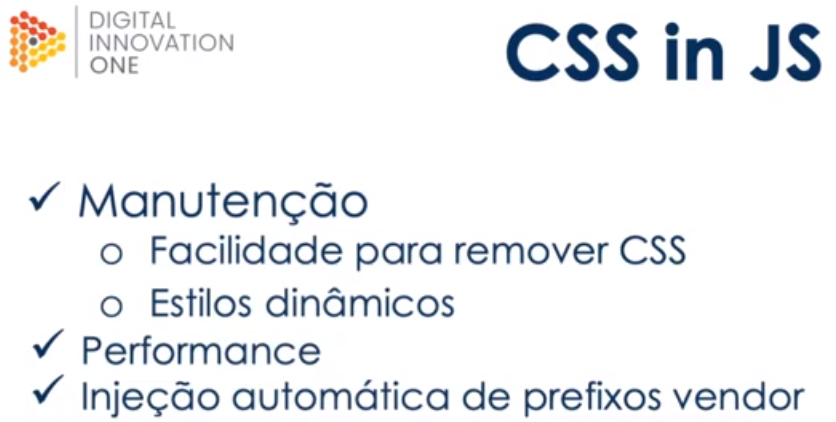 DIGITAL
INNOVATION
ONE
CSS in JS
Manutenção
Facilidade para remover CSS
Estilos dinâmicos
Performance
Injeção automática de prefixos vendor